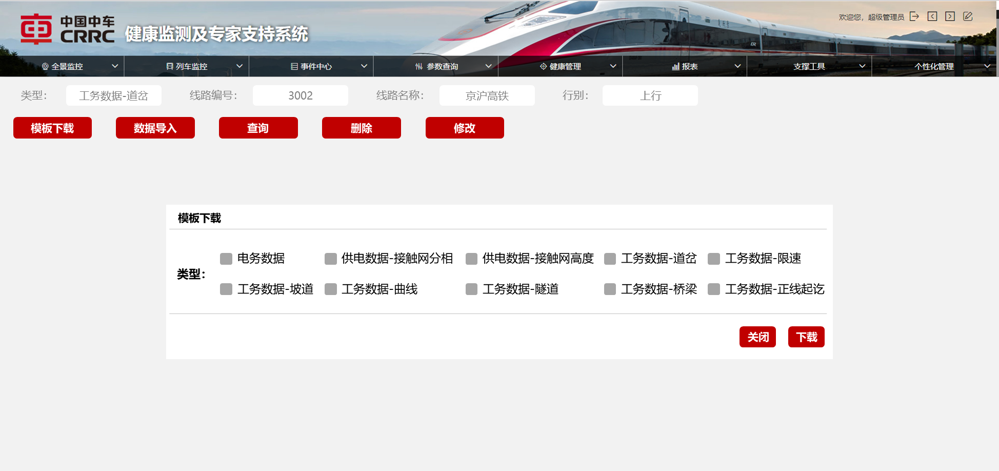 中国中车
CRRC
健康监测及专家支持系统
欢迎您，超级管理员
全景监控 列车监控 事件中心 参数查询 健康管理 报表 支撑工具 个性化管理
类型： 工务数据-道岔 线路编号： 3002 线路名称： 京沪高铁 行别： 上行
模板下载 数据导入 查询 删除 修改
模板下载
类型：
电务数据 供电数据-接触网分相 供电数据-接触网高度 工务数据-道岔 工务数据-限速
工务数据-坡道 工务数据-曲线 工务数据-隧道 工务数据-桥梁 工务数据-正线起讫
关闭 下载